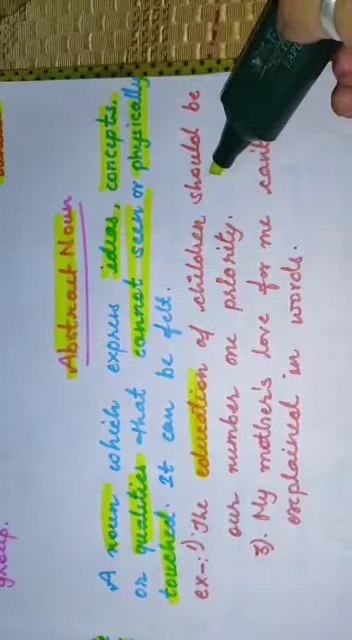 group.
Abstract Noun
A noun which express ideas, concepts,
or qualities that cannot seen or physically
touched. It can be felt.
ex-: 1) The education of children should be
our number one priority.
3). My mother's love for me can't
explained in words.